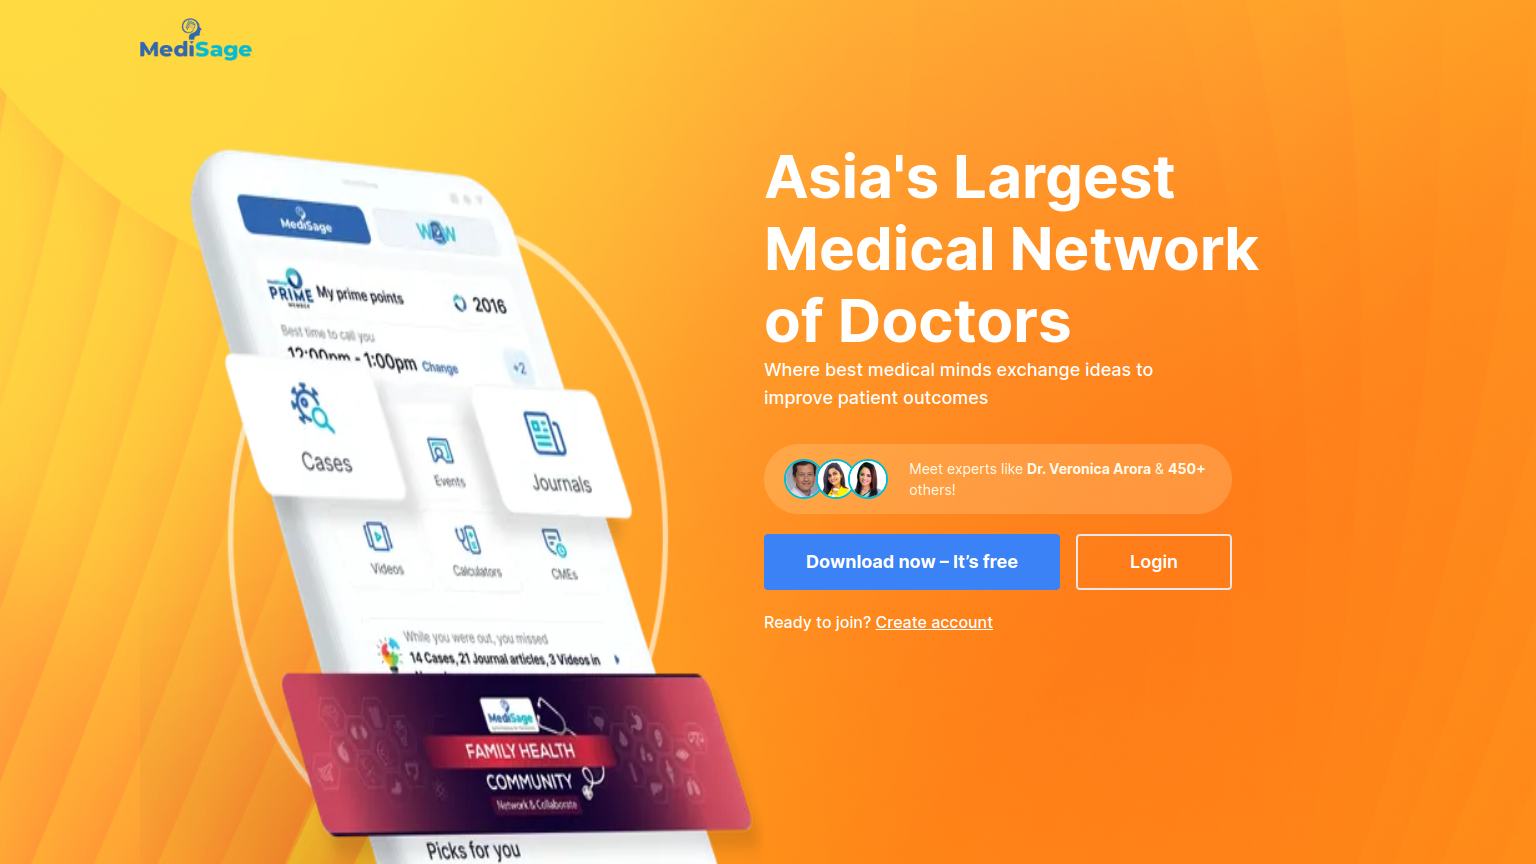 MediSage
Asia's Largest
Medical Network
of Doctors
Where best medical minds exchange ideas to
improve patient outcomes
Meet experts like Dr. Veronica Arora & 450+
others!
Download now – It’s free
Login
Ready to join? Create account
MediSage
WOW
PRIME
MEMBER
My prime points
2016
Best time to call you
12:00pm - 1:00pm Change
+2
Cases
Events
Journals
Videos
Calculators
CMEs
While you were out, you missed
14 Cases, 21 Journal articles, 3 Videos in
MediSage
FAMILY HEALTH
COMMUNITY
Network & Collaborate
Picks for you